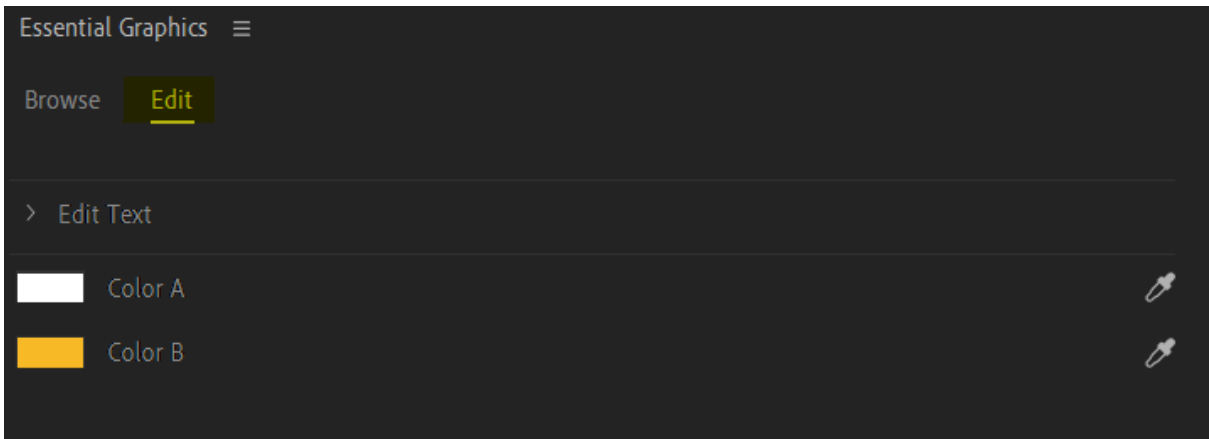 Essential Graphics
Browse Edit
Edit Text
Color A
Color B